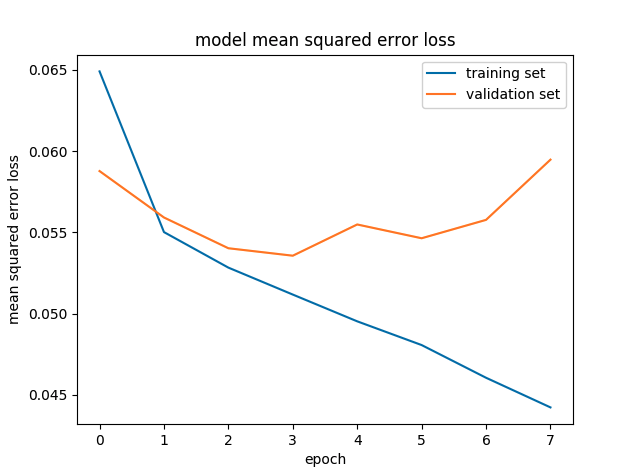 model mean squared error loss
training set
validation set
mean squared error loss
0.065
0.060
0.055
0.050
0.045
0 1 2 3 4 5 6 7
epoch